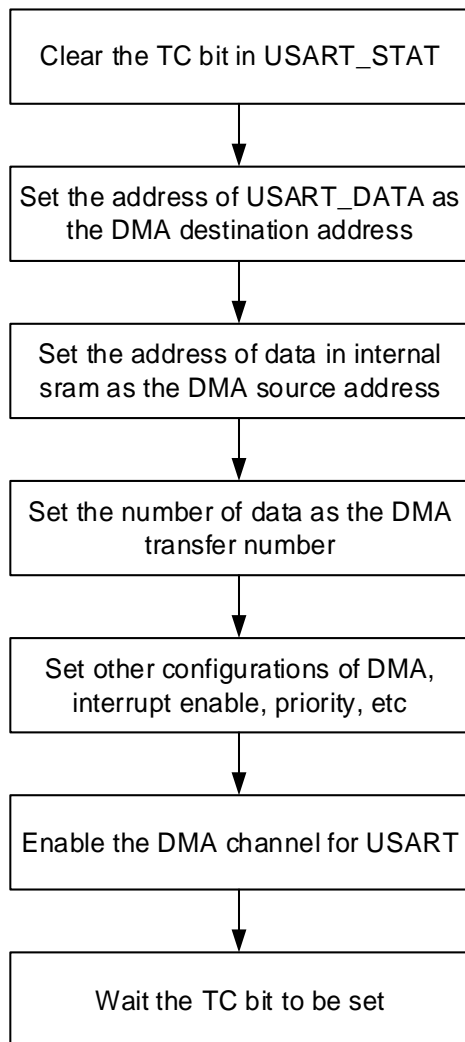 Clear the TC bit in USART_STAT
Set the address of USART_DATA as
the DMA destination address
Set the address of data in internal
sram as the DMA source address
Set the number of data as the DMA
transfer number
Set other configurations of DMA,
interrupt enable, priority, etc
Enable the DMA channel for USART
Wait the TC bit to be set